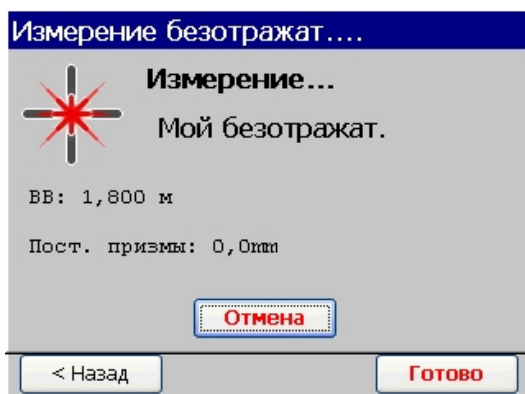 Измерение безотражат....
Измерение...
Мой безотражат.
ВВ: 1,800 м
Пост. призмы: 0,0mm
Отмена
< Назад
Готово